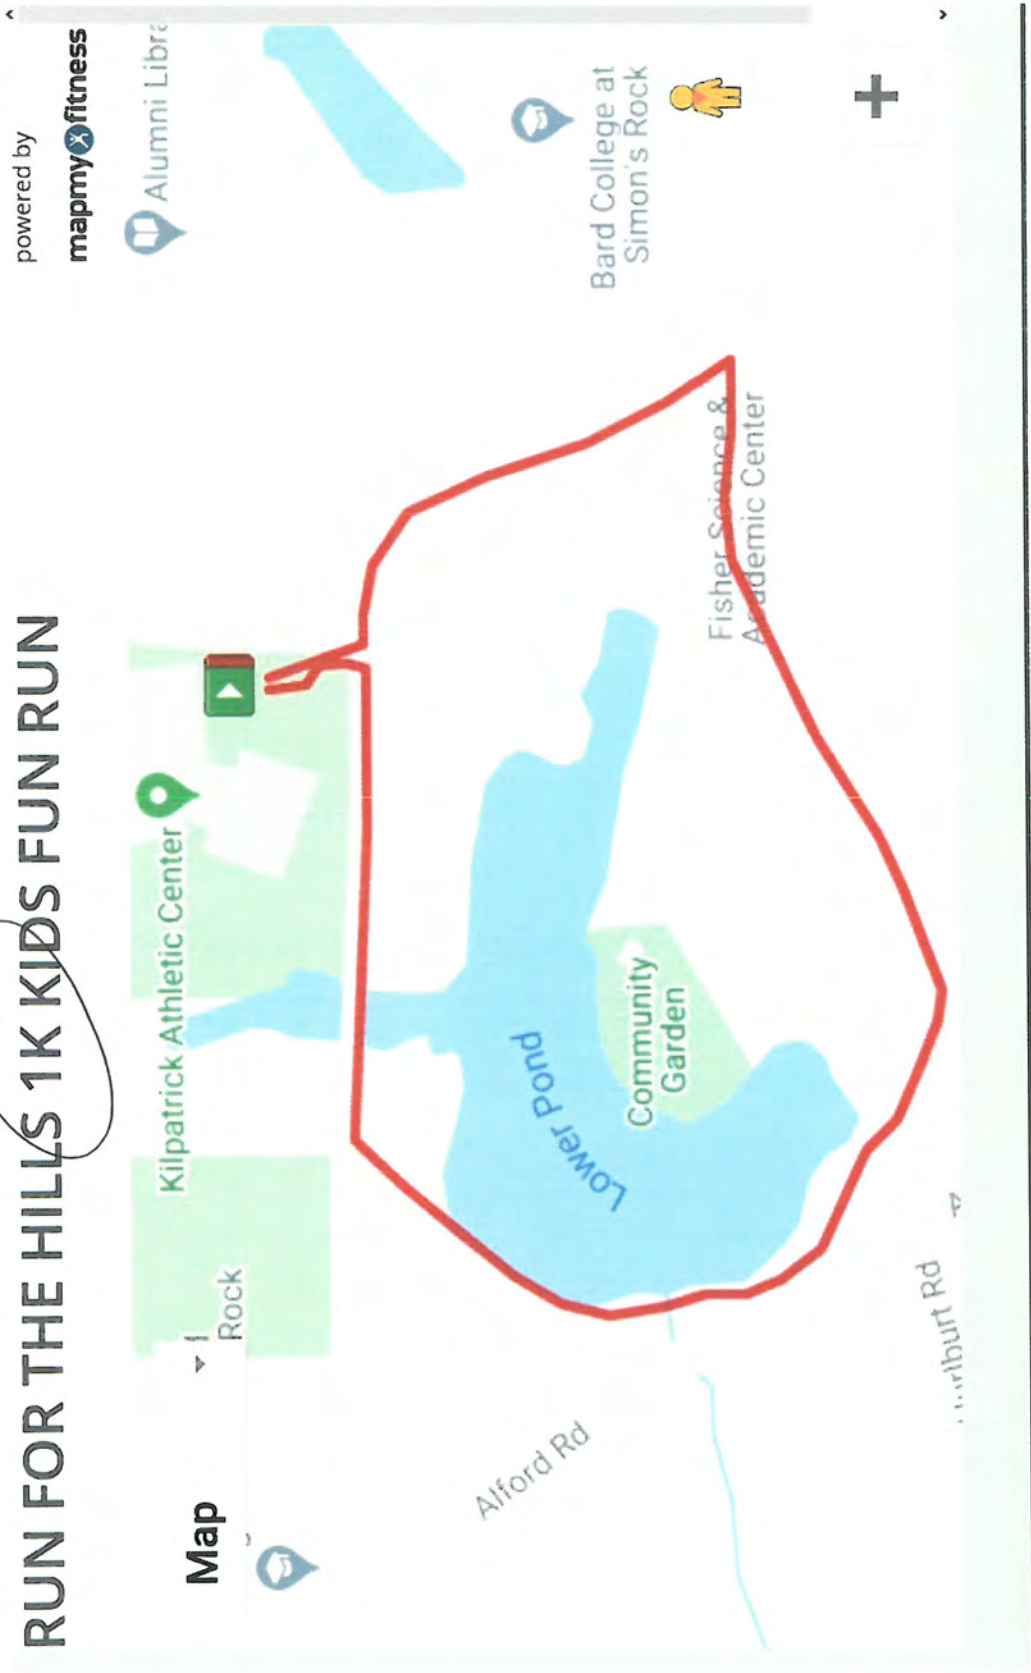 RUN FOR THE HILLS 1K KIDS FUN RUN
powered by
mapmyfitness
Map
Rock
Kilpatrick Athletic Center
Alumni Libra
Alford Rd
Lower Pond
Community
Garden
Bard College at
Simon's Rock
Fisher Science &
Academic Center
Rd